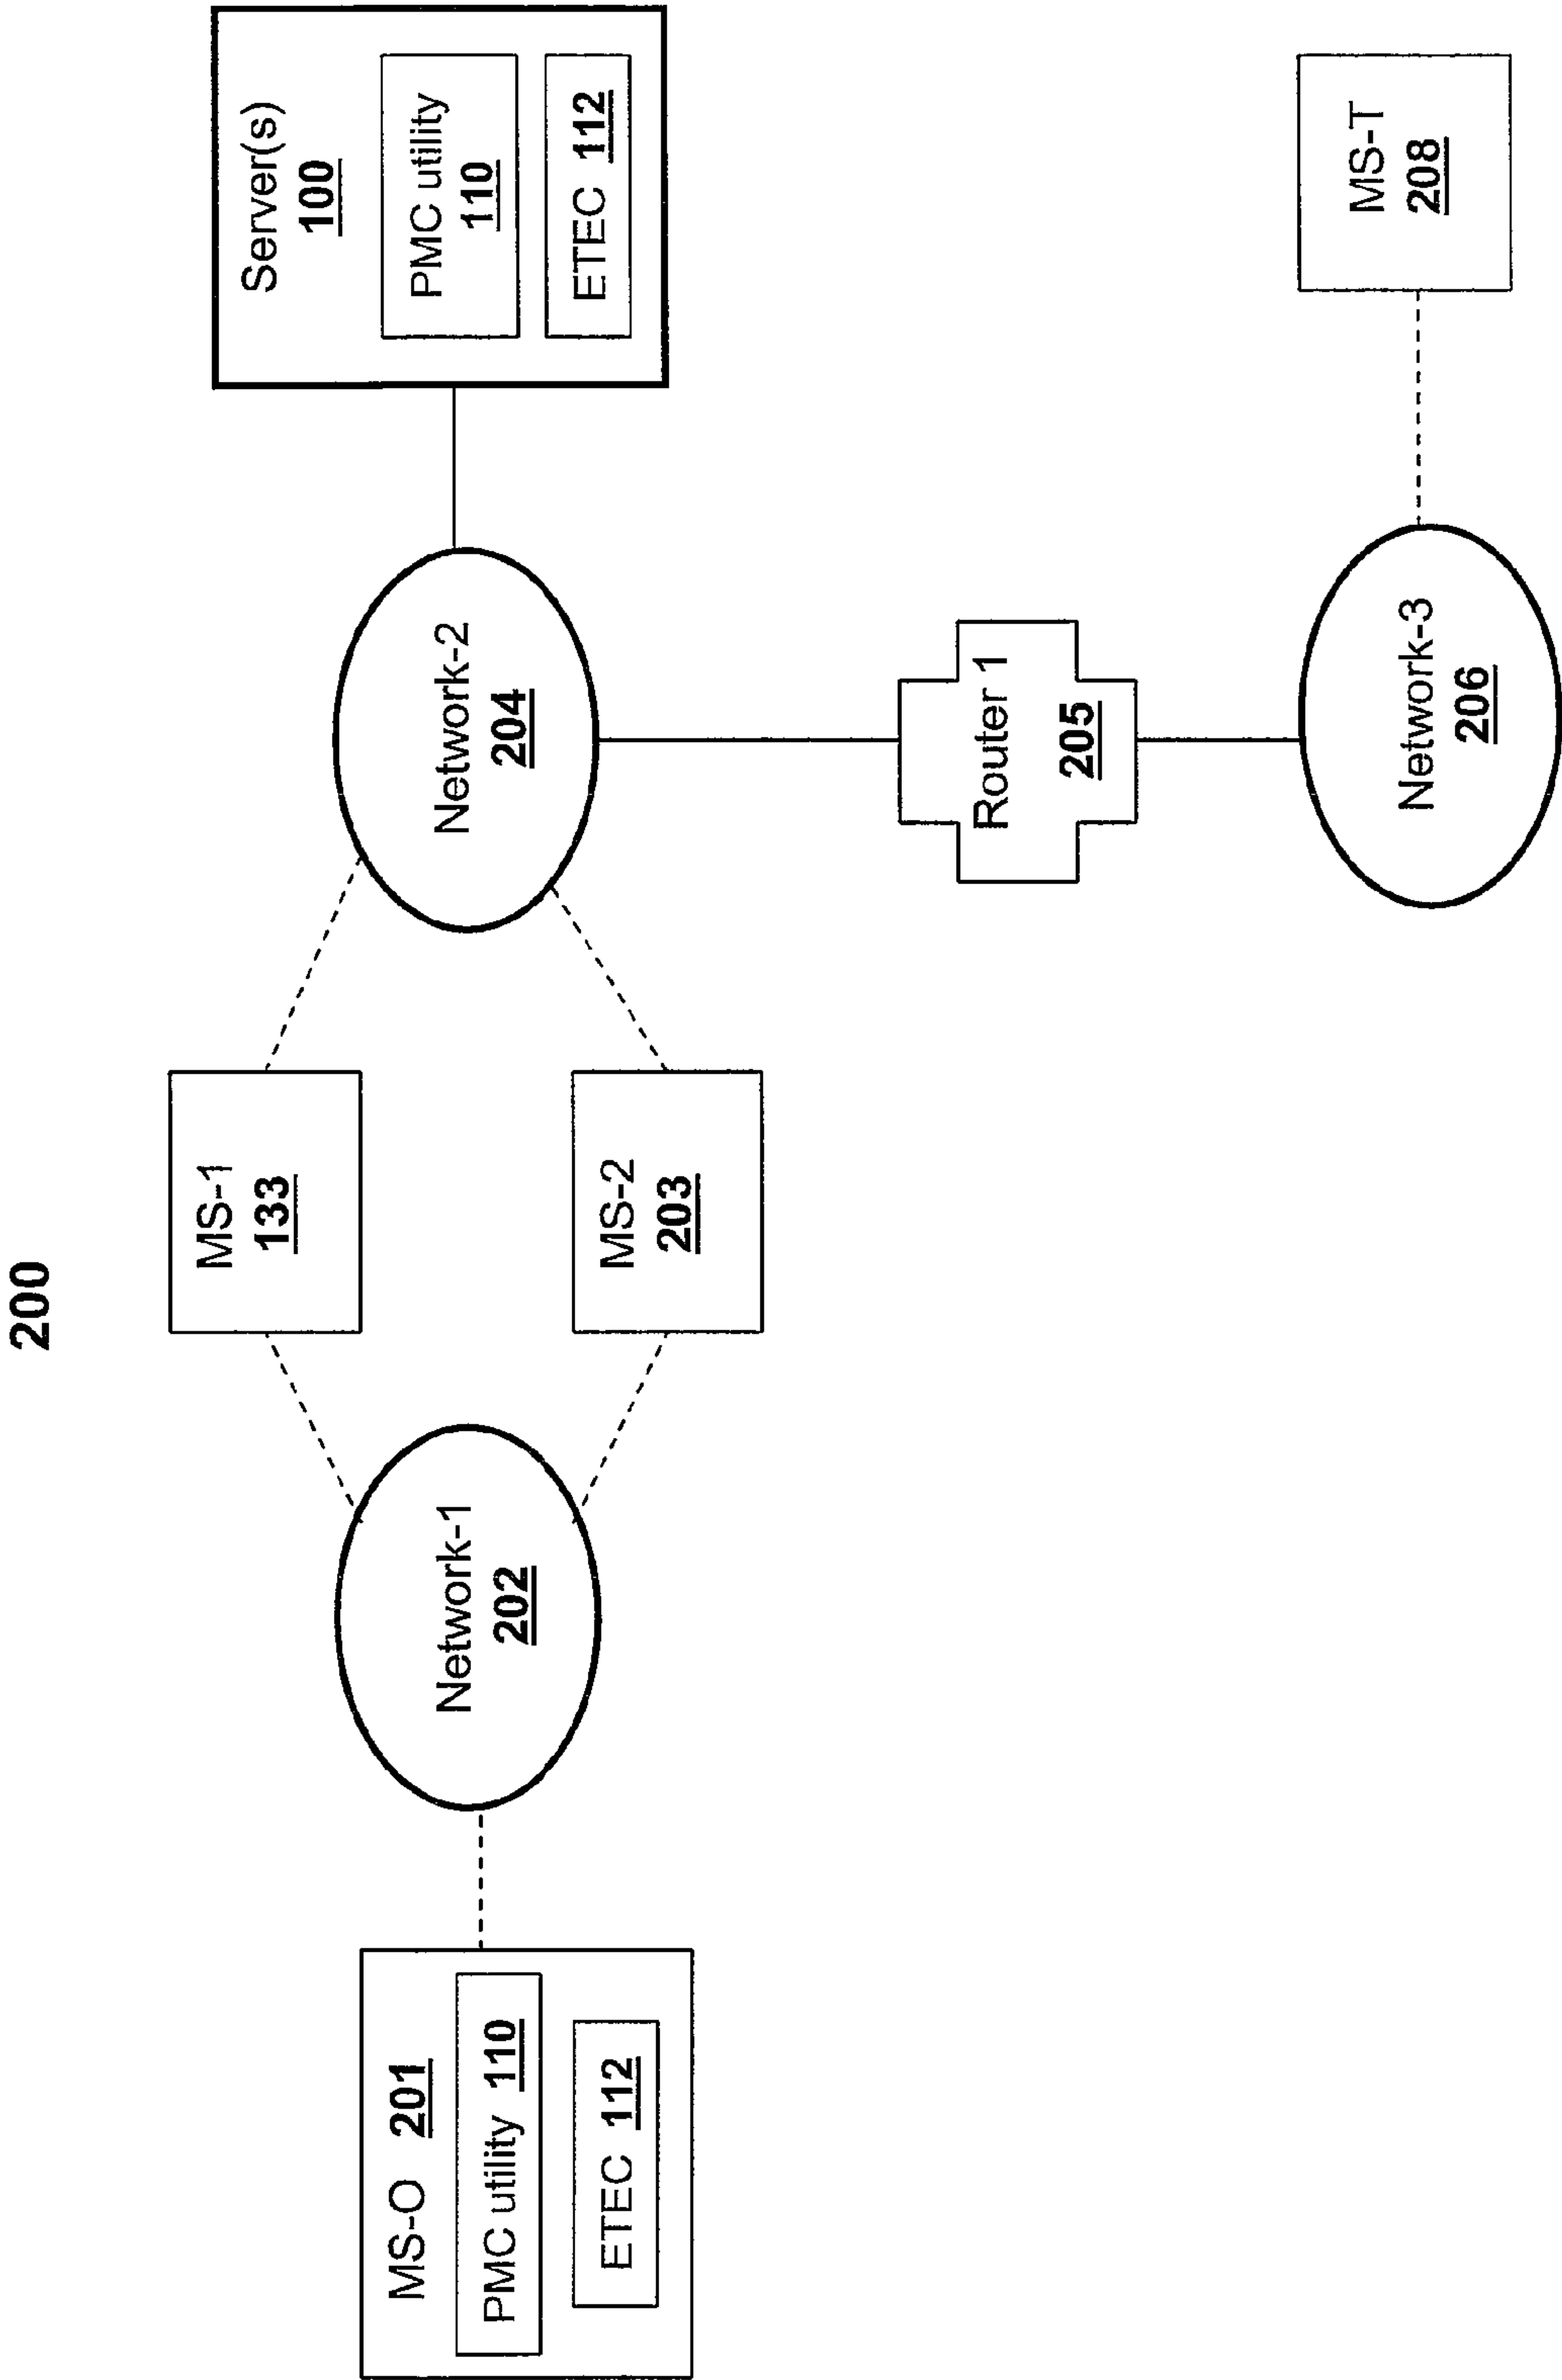 200
MS-O 201
PMC utility 110
ETEC 112
Network-1
202
MS-1
133
MS-2
203
Network-2
204
Server(s)
100
PMC utility
110
ETEC 112
Router 1
205
Network-3
206
MS-T
208